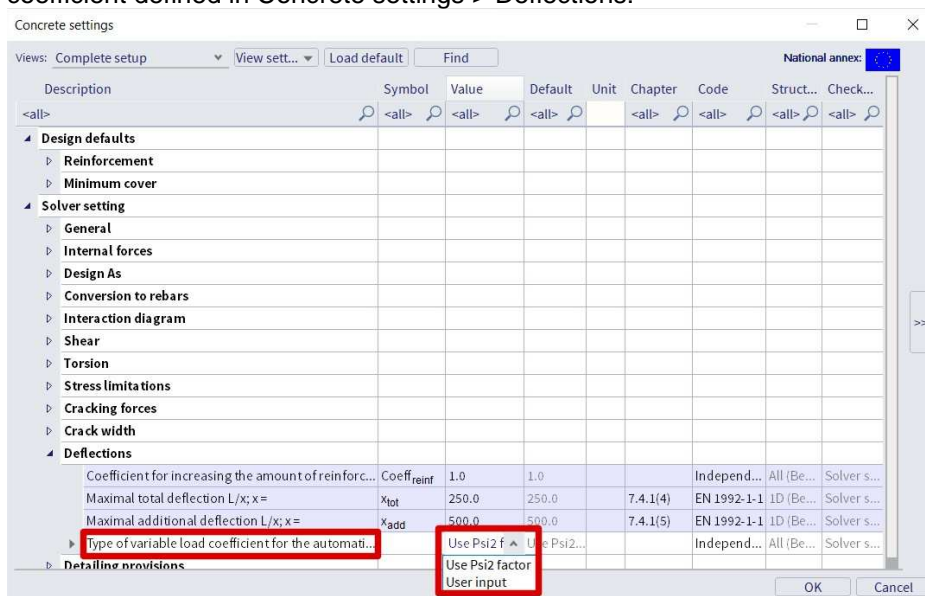 coefficient defined in Concrete settings > Deflections.
Concrete settings
Views: Complete setup View sett... Load default Find National annex:
Description Symbol Value Default Unit Chapter Code Struct... Check...
<all> <all> <all> <all> <all> <all> <all> <all>
Design defaults
Reinforcement
Minimum cover
Solver setting
General
Internal forces
Design As
Conversion to rebars
Interaction diagram
>>
Shear
Torsion
Stress limitations
Cracking forces
Crack width
Deflections
Coefficient for increasing the amount of reinforc... Coeff reinf 1.0 1.0 Independ... All (Be... Solver s...
Maximal total deflection L/x; x = x tot 250.0 250.0 7.4.1(4) EN 1992-1-1 1D (Be... Solver s...
Maximal additional deflection L/x; x = x add 500.0 500.0 7.4.1(5) EN 1992-1-1 1D (Be... Solver s...
Type of variable load coefficient for the automati... Use Psi2 f Use Psi2... Independ... All (Be... Solver s...
Detailing provisions Use Psi2 factor
User input
OK Cancel